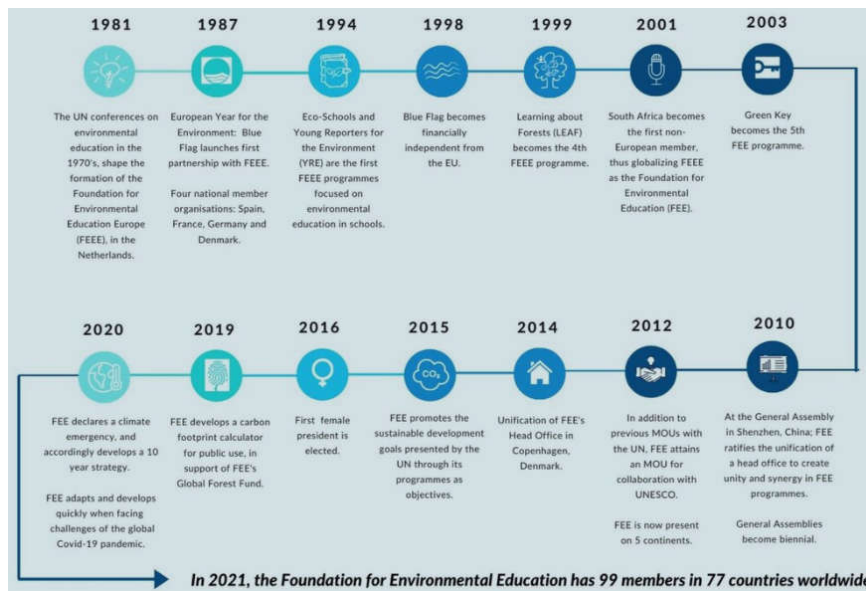 1981
The UN conferences on
environmental
education in the
1970's, shape the
formation of the
Foundation for
Environmental
Education Europe
(FEEE), in the
Netherlands.
1987
European Year for the
Environment: Blue
Flag launches first
partnership with FEEE.
Four national member
organisations: Spain,
France, Germany and
Denmark.
1994
Eco-Schools and
Young Reporters for
the Environment
(YRE) are the first
FEEE programmes
focused on
environmental
education in schools.
1998
Blue Flag becomes
financially
independent from
the EU.
1999
Learning about
Forests (LEAF)
becomes the 4th
FEEE programme.
2001
South Africa becomes
the first non-
European member,
thus globalizing FEEE
as the Foundation for
Environmental
Education (FEE).
2003
Green Key
becomes the 5th
FEE programme.
2020
FEE declares a climate
emergency, and
accordingly develops a 10
year strategy.
FEE adapts and develops
quickly when facing
challenges of the global
Covid-19 pandemic.
2019
FEE develops a carbon
footprint calculator
for public use, in
support of FEE's
Global Forest Fund.
2016
First female
president is
elected.
2015
CO₂
FEE promotes the
sustainable development
goals presented by the
UN through its
programmes as
objectives.
2014
Unification of FEE's
Head Office in
Copenhagen,
Denmark.
2012
In addition to
previous MOUs with
the UN, FEE attains
an MOU for
collaboration with
UNESCO.
FEE is now present
on 5 continents.
2010
At the General Assembly
in Shenzhen, China; FEE
ratifies the unification of
a head office to create
unity and synergy in FEE
programmes.
General Assemblies
become biennial.
In 2021, the Foundation for Environmental Education has 99 members in 77 countries worldwide